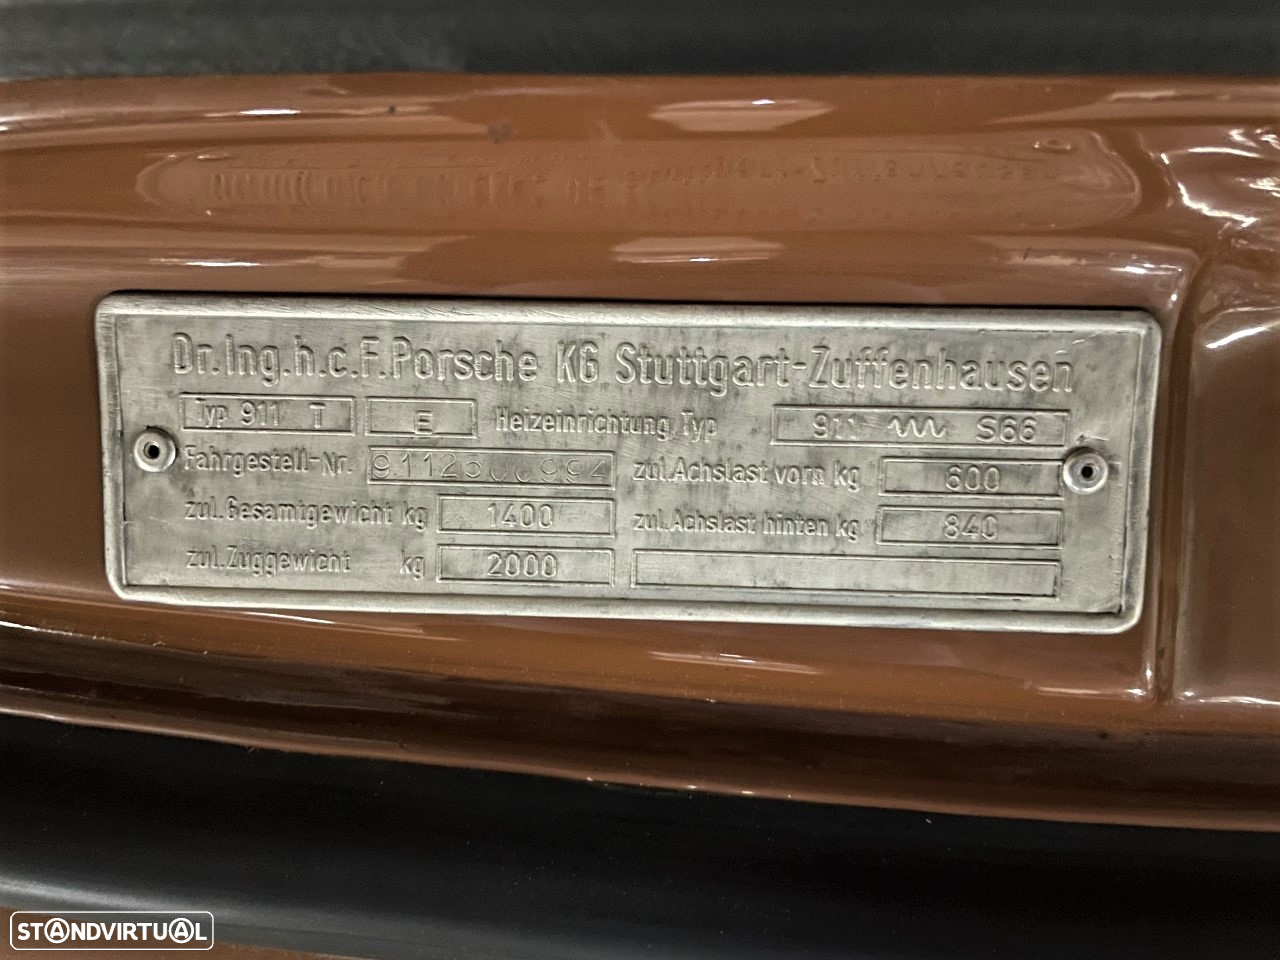 Dr.Ing.h.c.F.Porsche KG Stuttgart-Zuffenhausen
Typ 911 T E Heizeinrichtung Typ 911 S66
Fahrgestell-Nr. 9112500994 zul.Achslast vorn kg 600
zul.Gesamtgewicht kg 1400 zul.Achslast hinten kg 840
zul.Zuggewicht kg 2000
STANDVIRTUAL